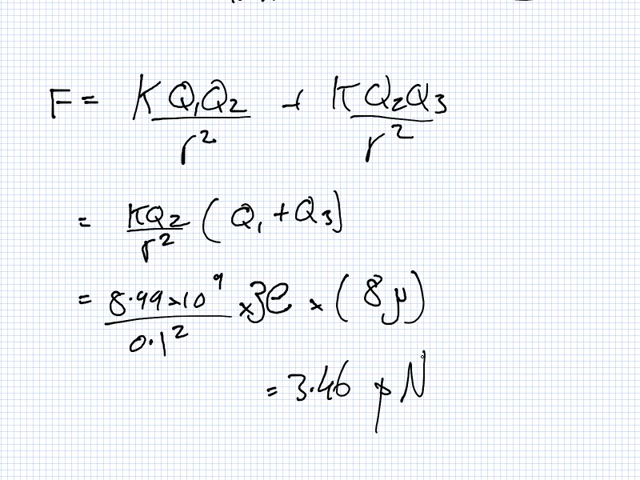 F = KQ₁Q₂/r² + KQ₂Q₃/r²
= KQ₂/r² (Q₁ + Q₃)
= 8.99×10⁹/0.1² × 3e × (8μ)
= 3.46 pN